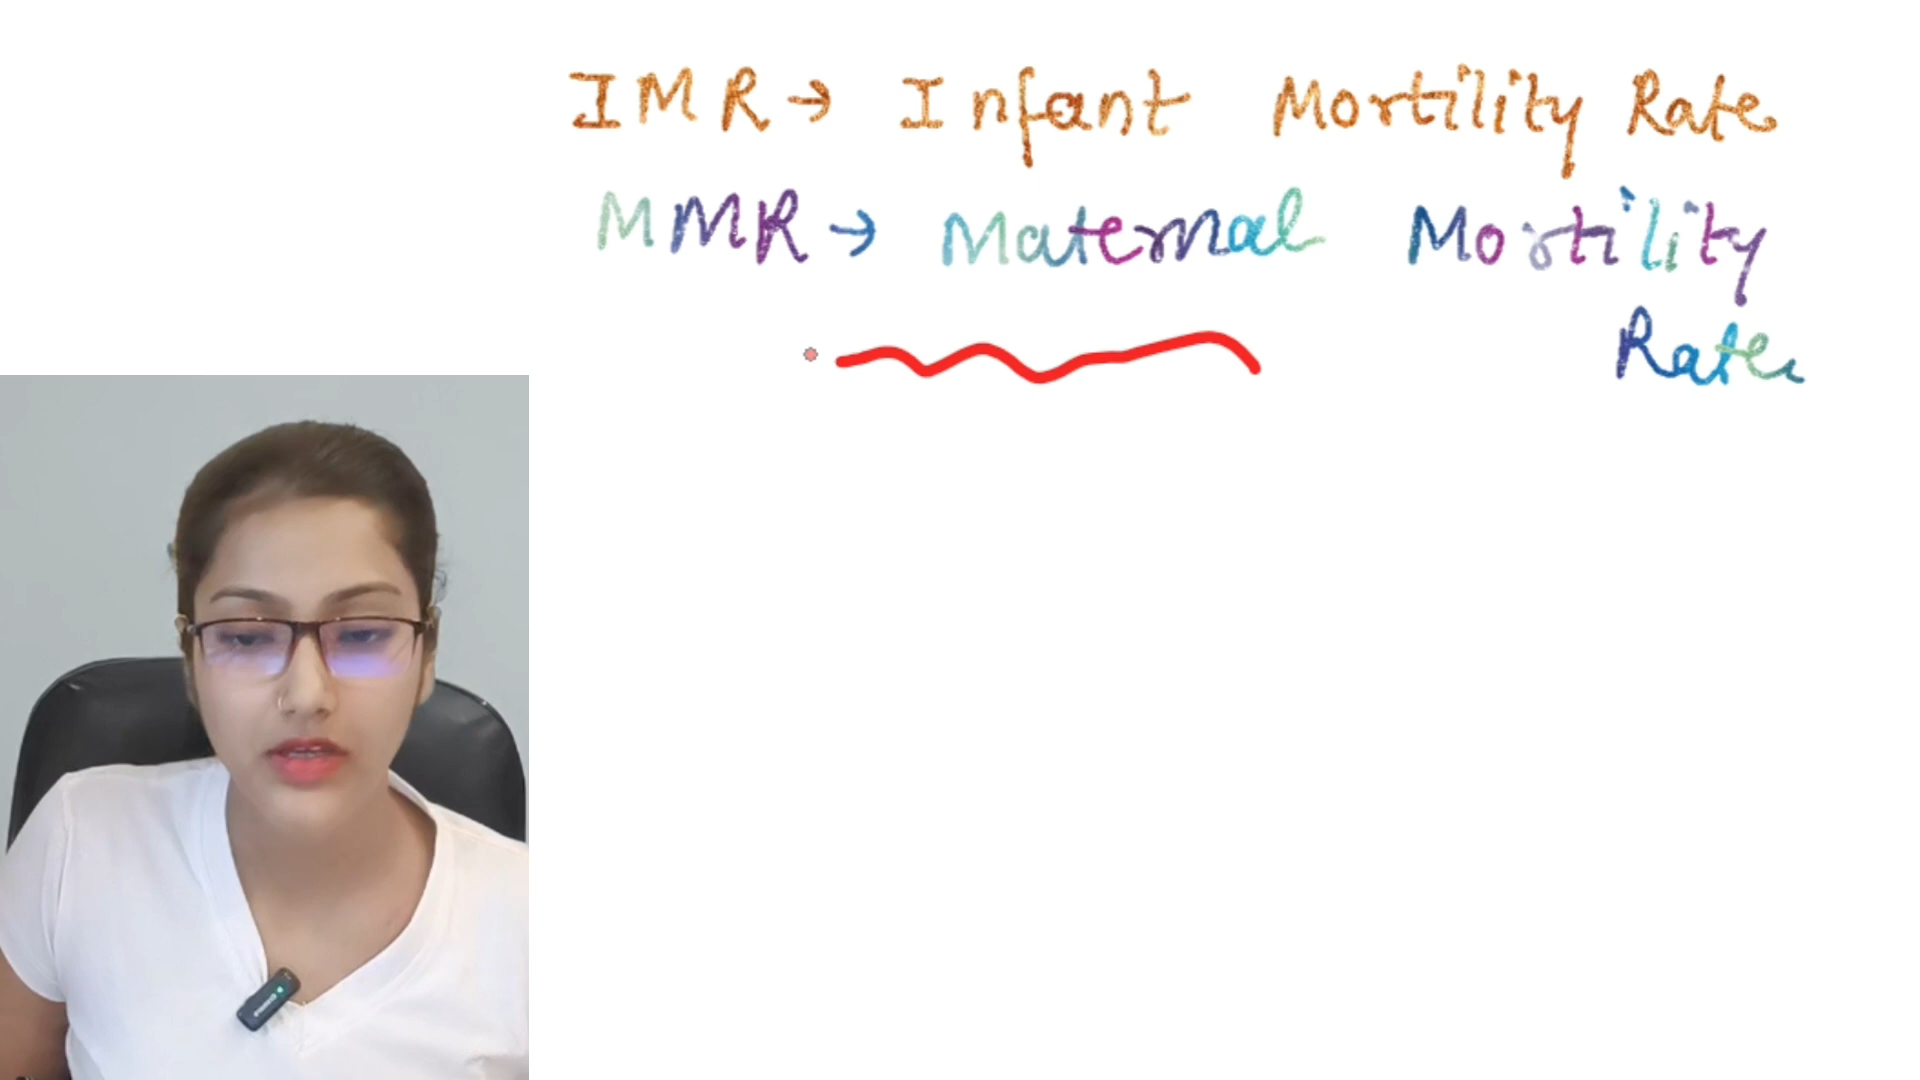 IMR → Infant Mortility Rate
MMR → Maternal Mortility
Rate